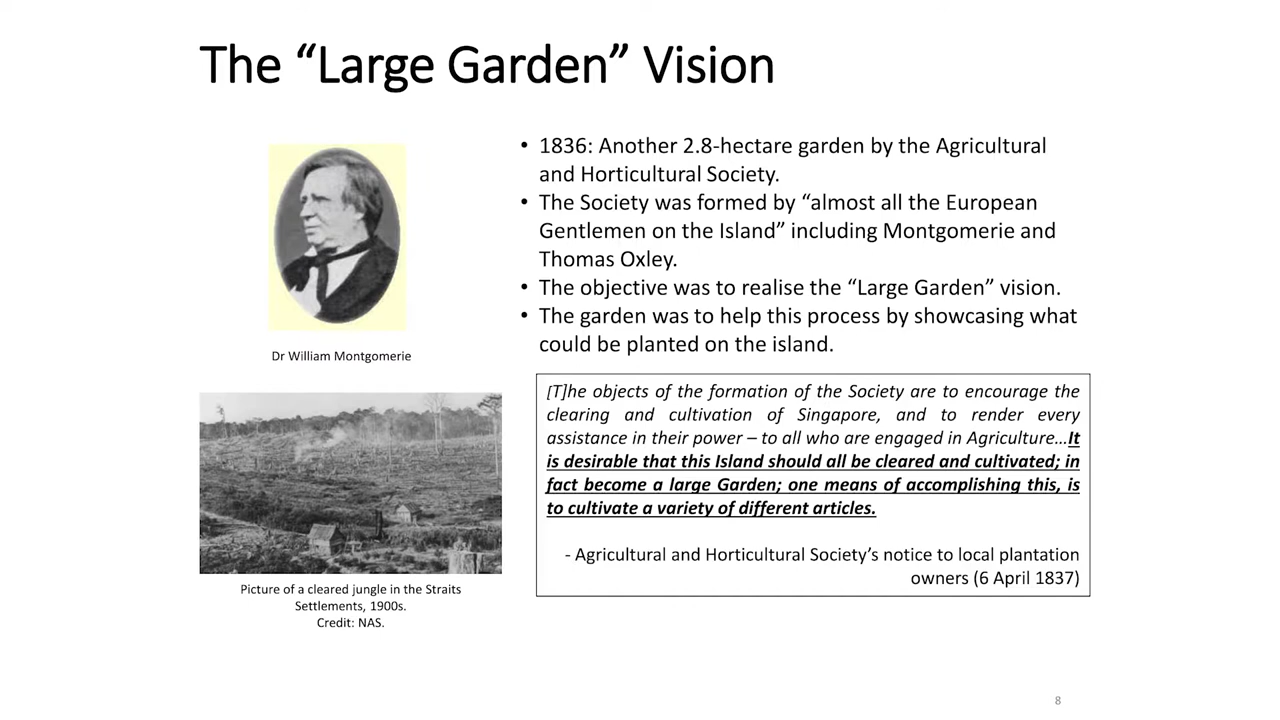 The “Large Garden” Vision
Dr William Montgomerie
Picture of a cleared jungle in the Straits
Settlements, 1900s.
Credit: NAS.
• 1836: Another 2.8-hectare garden by the Agricultural
and Horticultural Society.
• The Society was formed by “almost all the European
Gentlemen on the Island” including Montgomerie and
Thomas Oxley.
• The objective was to realise the “Large Garden” vision.
• The garden was to help this process by showcasing what
could be planted on the island.
[T]he objects of the formation of the Society are to encourage the
clearing and cultivation of Singapore, and to render every
assistance in their power – to all who are engaged in Agriculture…It
is desirable that this Island should all be cleared and cultivated; in
fact become a large Garden; one means of accomplishing this, is
to cultivate a variety of different articles.
- Agricultural and Horticultural Society’s notice to local plantation
owners (6 April 1837)
8